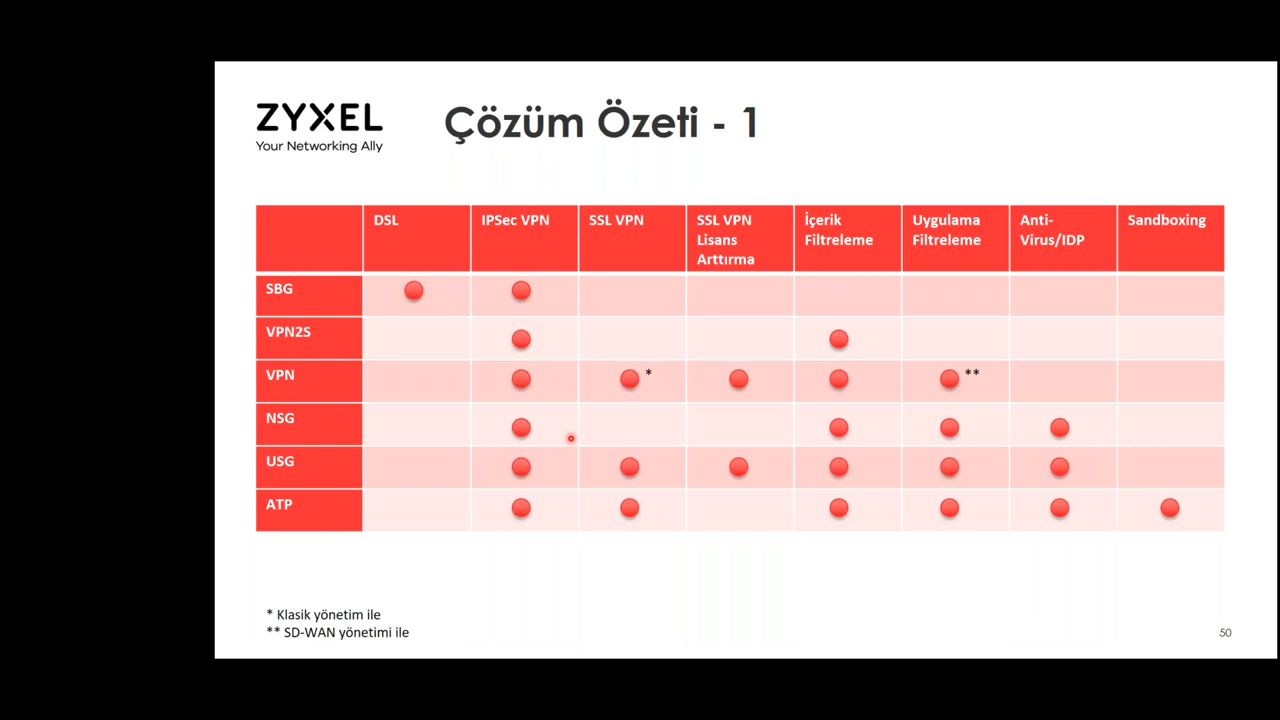 ZYXEL
Your Networking Ally
Çözüm Özeti - 1
DSL
IPSec VPN
SSL VPN
SSL VPN
Lisans
Arttırma
İçerik
Filtreleme
Uygulama
Filtreleme
Anti-
Virus/IDP
Sandboxing
SBG
VPN2S
VPN
*
**
NSG
USG
ATP
* Klasik yönetim ile
** SD-WAN yönetimi ile
50